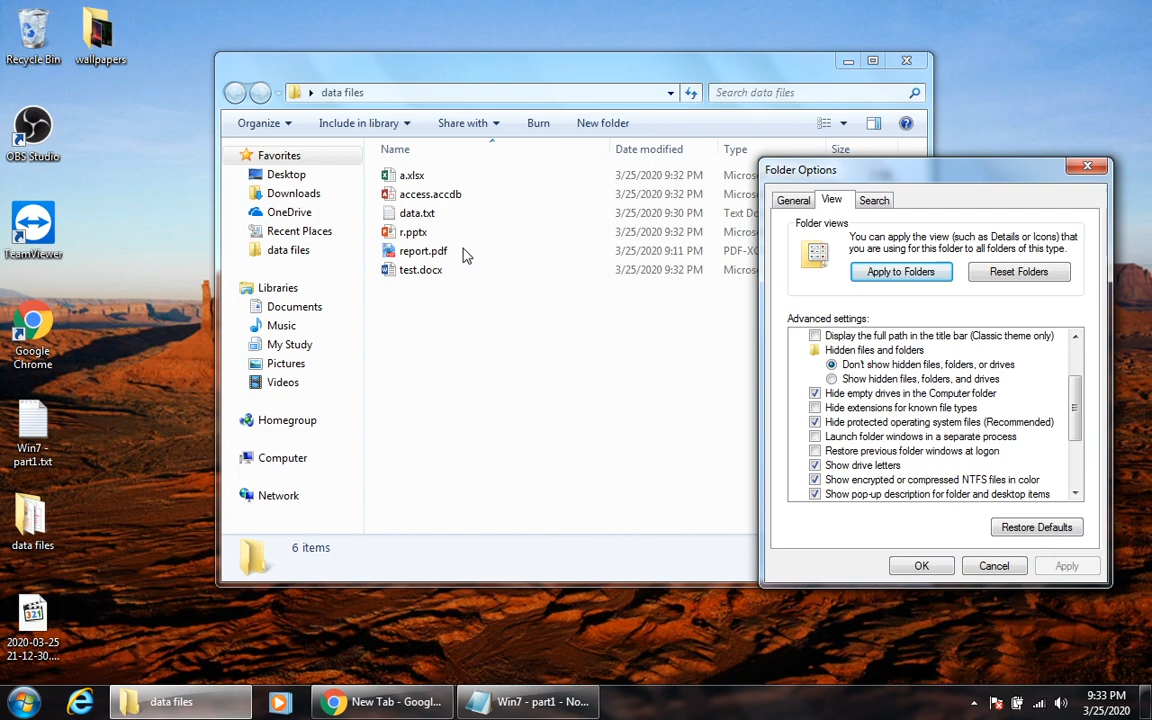 Recycle Bin
wallpapers
OBS Studio
TeamViewer
Google
Chrome
Win7 -
part1.txt
data files
2020-03-25
21-12-30....
data files
Search data files
Organize
Include in library
Share with
Burn
New folder
Name
Date modified
Type
Size
Favorites
Desktop
Downloads
OneDrive
Recent Places
data files
Libraries
Documents
Music
My Study
Pictures
Videos
Homegroup
Computer
Network
a.xlsx 3/25/2020 9:32 PM Micros
access.accdb 3/25/2020 9:32 PM Micros
data.txt 3/25/2020 9:30 PM Text Do
r.pptx 3/25/2020 9:32 PM Micros
report.pdf 3/25/2020 9:11 PM PDF-XC
test.docx 3/25/2020 9:32 PM Micros
6 items
Folder Options
General
View
Search
Folder views
You can apply the view (such as Details or Icons) that
you are using for this folder to all folders of this type.
Apply to Folders
Reset Folders
Advanced settings:
Display the full path in the title bar (Classic theme only)
Hidden files and folders
Don't show hidden files, folders, or drives
Show hidden files, folders, and drives
Hide empty drives in the Computer folder
Hide extensions for known file types
Hide protected operating system files (Recommended)
Launch folder windows in a separate process
Restore previous folder windows at logon
Show drive letters
Show encrypted or compressed NTFS files in color
Show pop-up description for folder and desktop items
Restore Defaults
OK
Cancel
Apply
data files
New Tab - Googl...
Win7 - part1 - No...
9:33 PM
3/25/2020